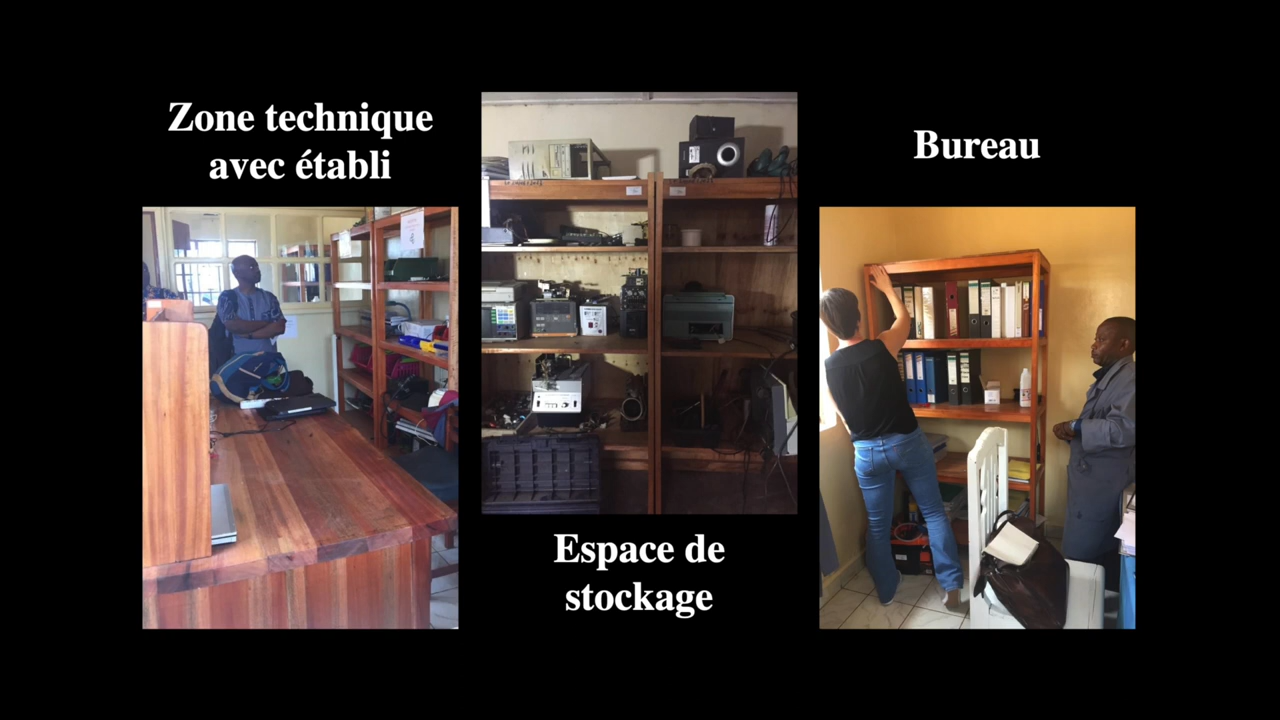 Zone technique
avec établi
Espace de
stockage
Bureau